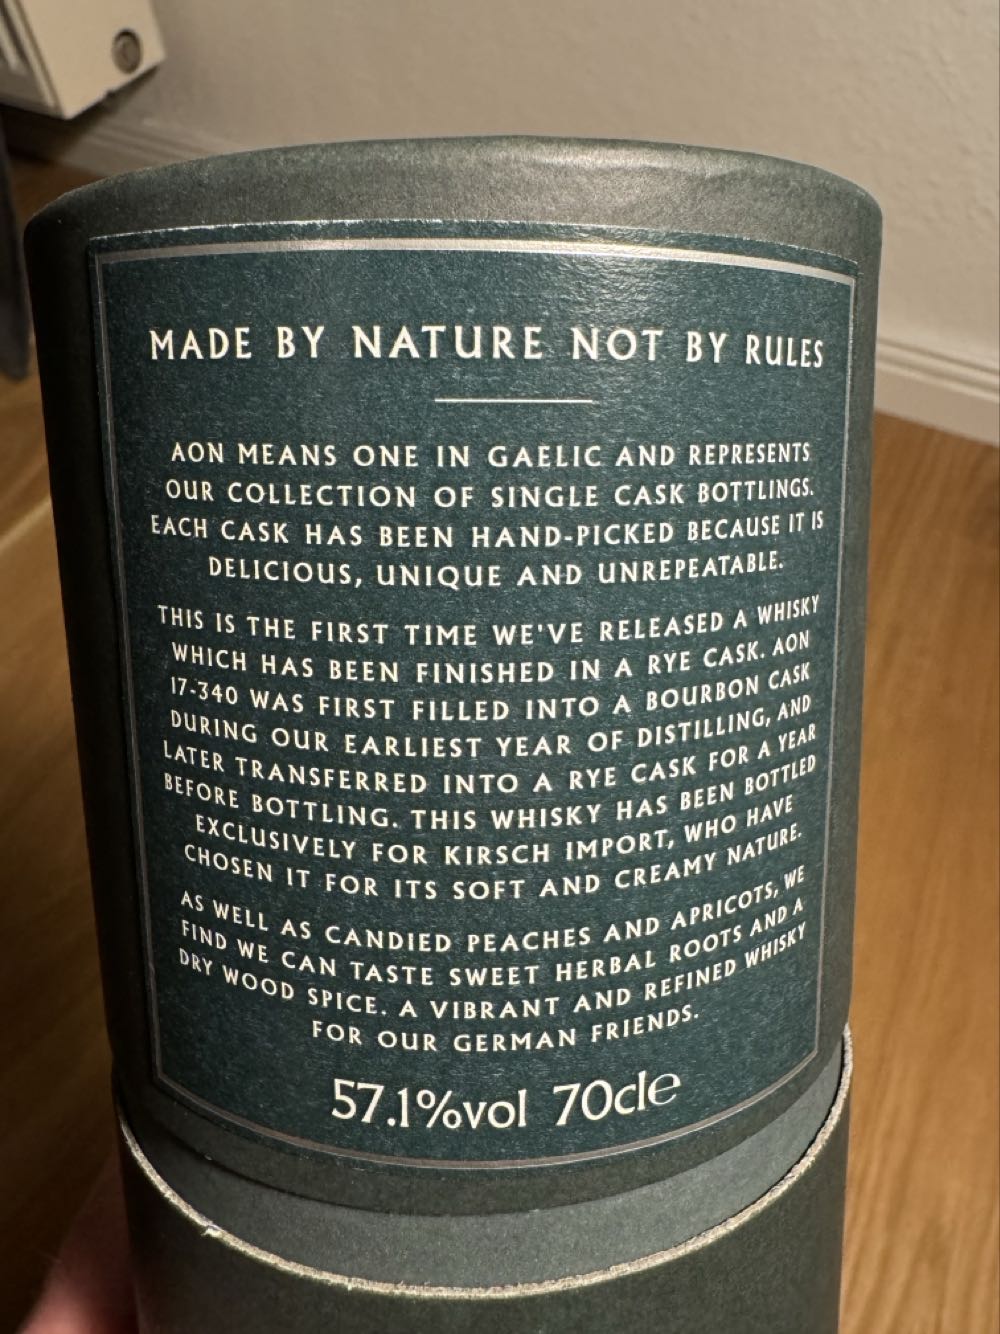 MADE BY NATURE NOT BY RULES
AON MEANS ONE IN GAELIC AND REPRESENTS
OUR COLLECTION OF SINGLE CASK BOTTLINGS.
EACH CASK HAS BEEN HAND-PICKED BECAUSE IT IS
DELICIOUS, UNIQUE AND UNREPEATABLE.
THIS IS THE FIRST TIME WE'VE RELEASED A WHISKY
WHICH HAS BEEN FINISHED IN A RYE CASK. AON
17-340 WAS FIRST FILLED INTO A BOURBON CASK
DURING OUR EARLIEST YEAR OF DISTILLING, AND
LATER TRANSFERRED INTO A RYE CASK FOR A YEAR
BEFORE BOTTLING. THIS WHISKY HAS BEEN BOTTLED
EXCLUSIVELY FOR KIRSCH IMPORT, WHO HAVE
CHOSEN IT FOR ITS SOFT AND CREAMY NATURE.
AS WELL AS CANDIED PEACHES AND APRICOTS, WE
FIND WE CAN TASTE SWEET HERBAL ROOTS AND A
DRY WOOD SPICE. A VIBRANT AND REFINED WHISKY
FOR OUR GERMAN FRIENDS.
57.1%vol 70cle